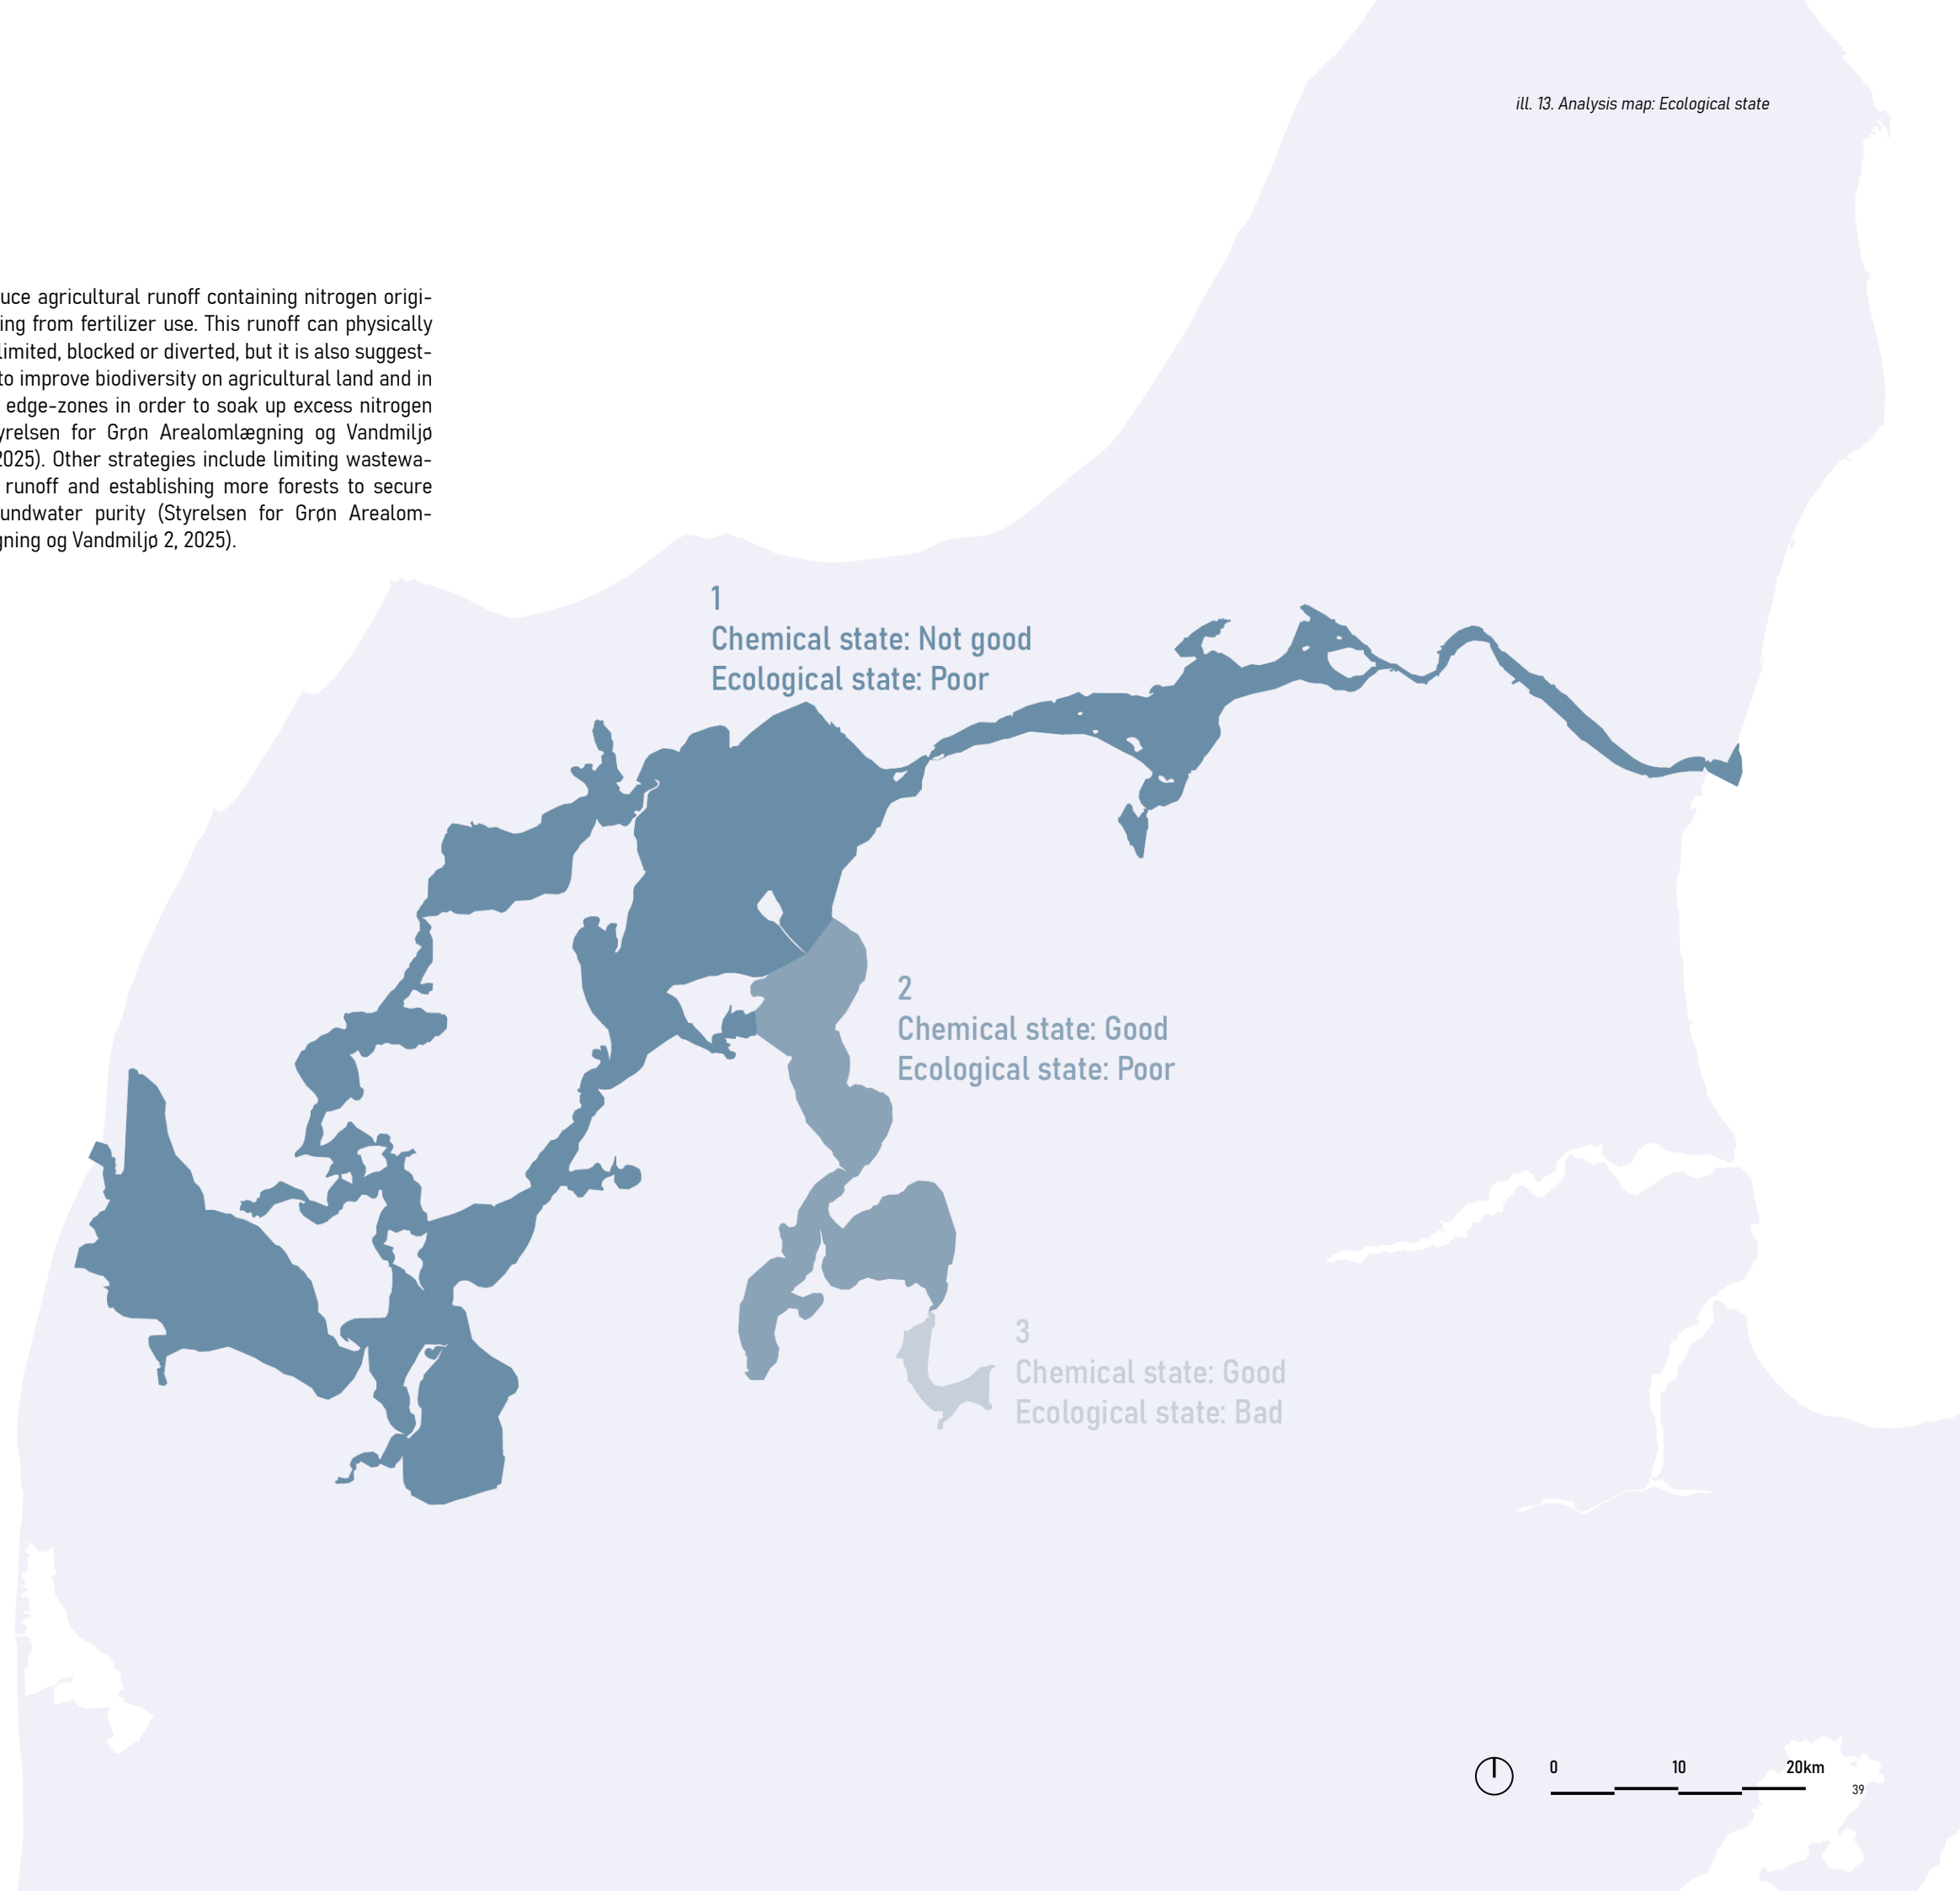 ill. 13. Analysis map: Ecological state
uce agricultural runoff containing nitrogen origi-
ing from fertilizer use. This runoff can physically
limited, blocked or diverted, but it is also suggest-
to improve biodiversity on agricultural land and in
edge-zones in order to soak up excess nitrogen
yrelsen for Grøn Arealomlægning og Vandmiljø
2025). Other strategies include limiting wastewa-
runoff and establishing more forests to secure
undwater purity (Styrelsen for Grøn Arealom-
gning og Vandmiljø 2, 2025).
1
Chemical state: Not good
Ecological state: Poor
2
Chemical state: Good
Ecological state: Poor
3
Chemical state: Good
Ecological state: Bad
0 10 20km
39